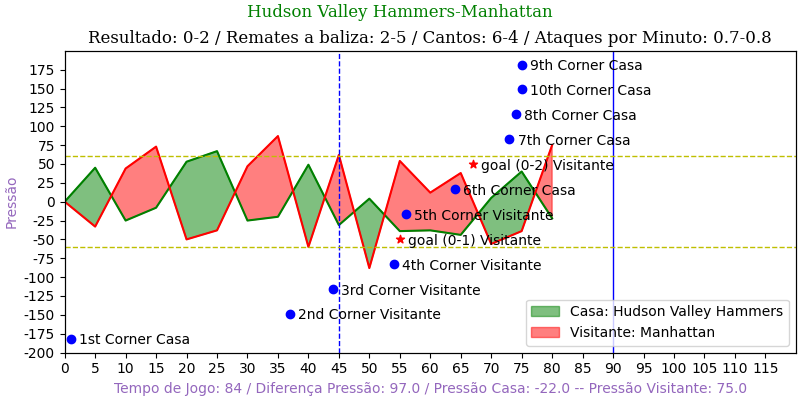 Hudson Valley Hammers-Manhattan
Resultado: 0-2 / Remates a baliza: 2-5 / Cantos: 6-4 / Ataques por Minuto: 0.7-0.8
Pressão
175
150
125
100
75
50
25
0
-25
-50
-75
-100
-125
-150
-175
-200
9th Corner Casa
10th Corner Casa
8th Corner Casa
7th Corner Casa
goal (0-2) Visitante
6th Corner Casa
5th Corner Visitante
goal (0-1) Visitante
4th Corner Visitante
3rd Corner Visitante
2nd Corner Visitante
1st Corner Casa
Casa: Hudson Valley Hammers
Visitante: Manhattan
0 5 10 15 20 25 30 35 40 45 50 55 60 65 70 75 80 85 90 95 100 105 110 115
Tempo de Jogo: 84 / Diferença Pressão: 97.0 / Pressão Casa: -22.0 -- Pressão Visitante: 75.0